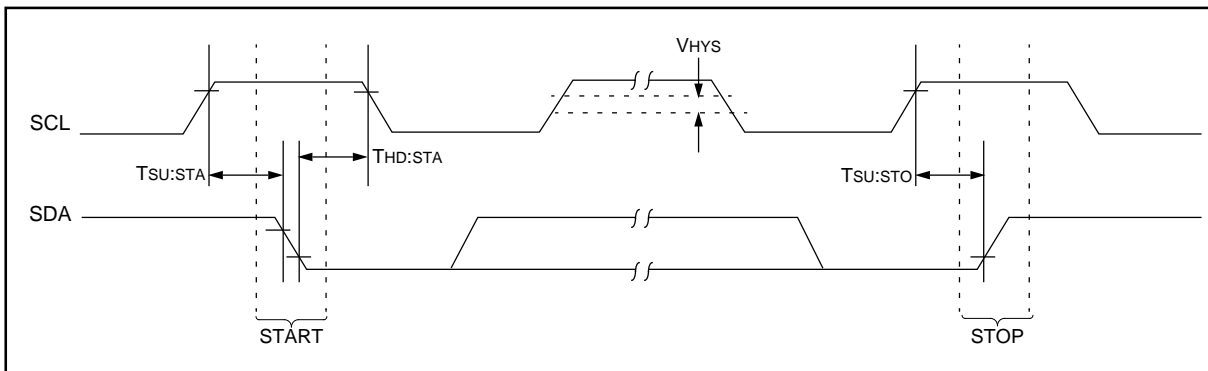 VHYS
SCL
THD:STA
TSU:STA
TSU:STO
SDA
START
STOP